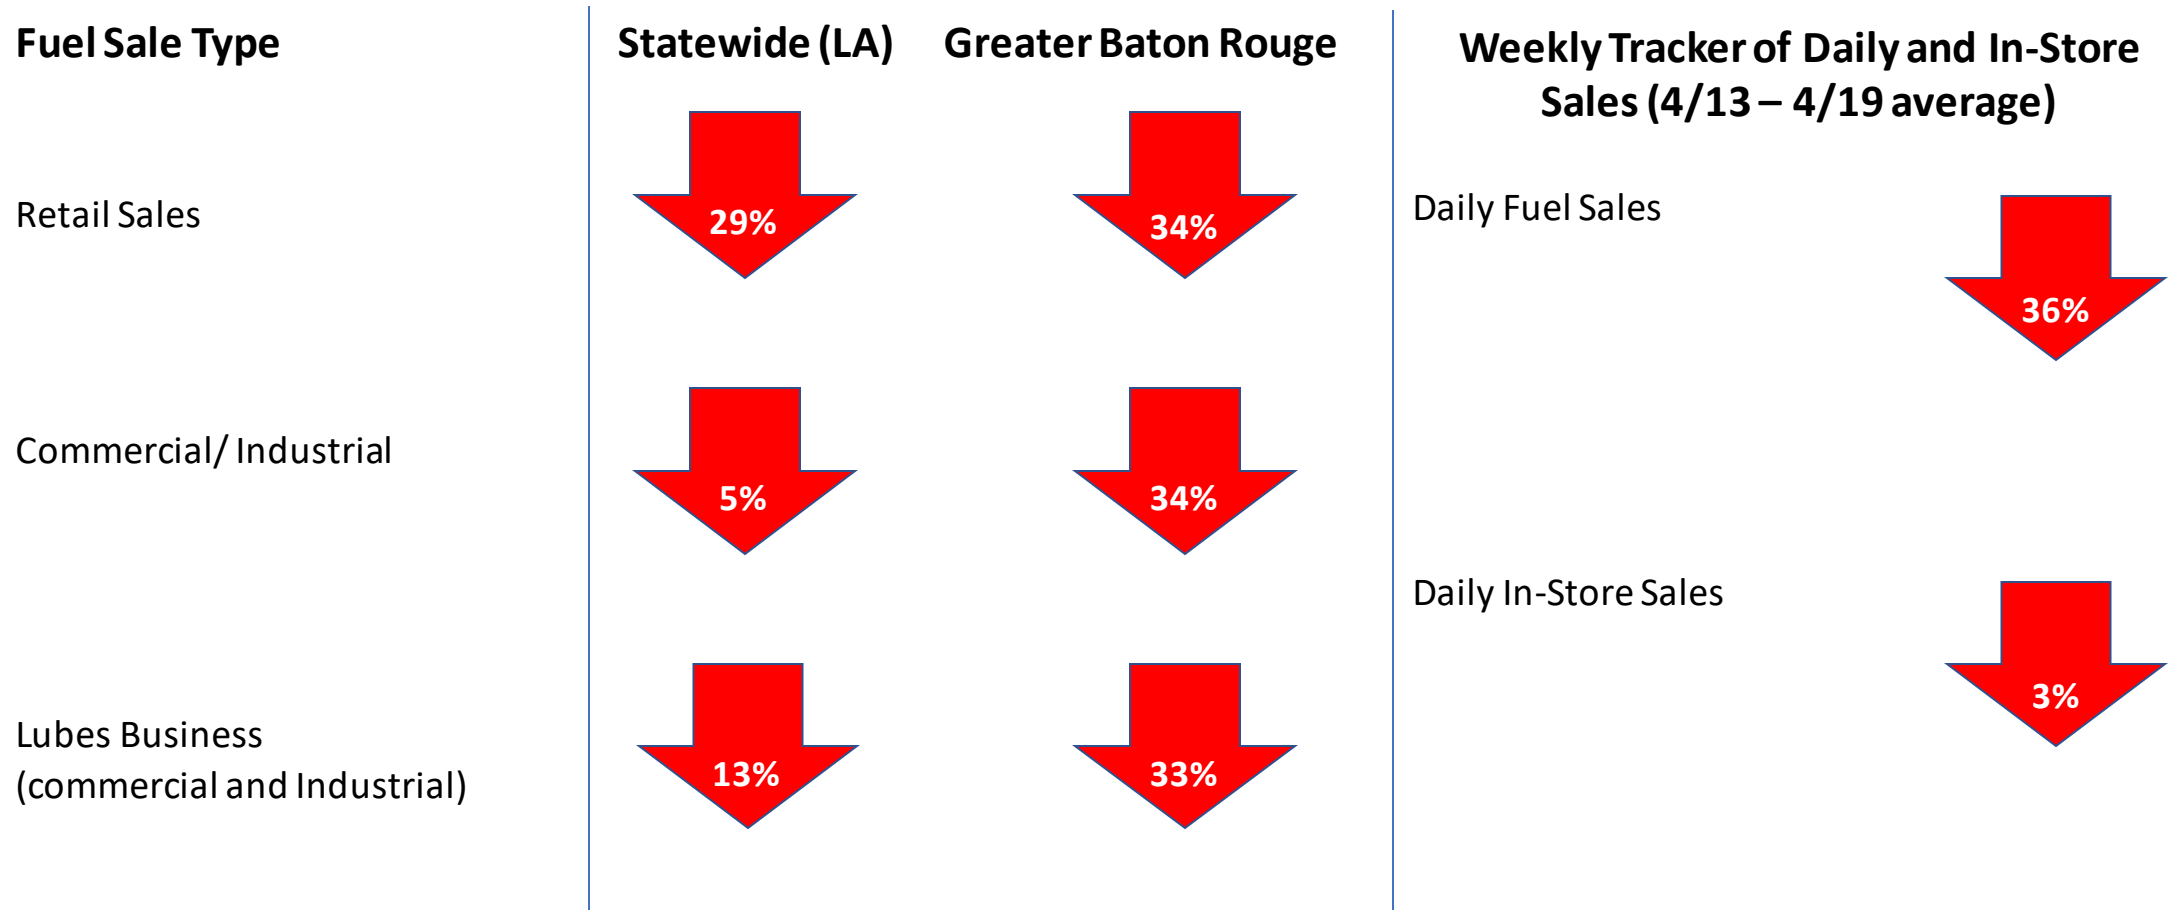 Fuel Sale Type
Statewide (LA)
Greater Baton Rouge
Retail Sales
29%
34%
Commercial/ Industrial
5%
34%
Lubes Business
(commercial and Industrial)
13%
33%
Weekly Tracker of Daily and In-Store
Sales (4/13 – 4/19 average)
Daily Fuel Sales
36%
Daily In-Store Sales
3%